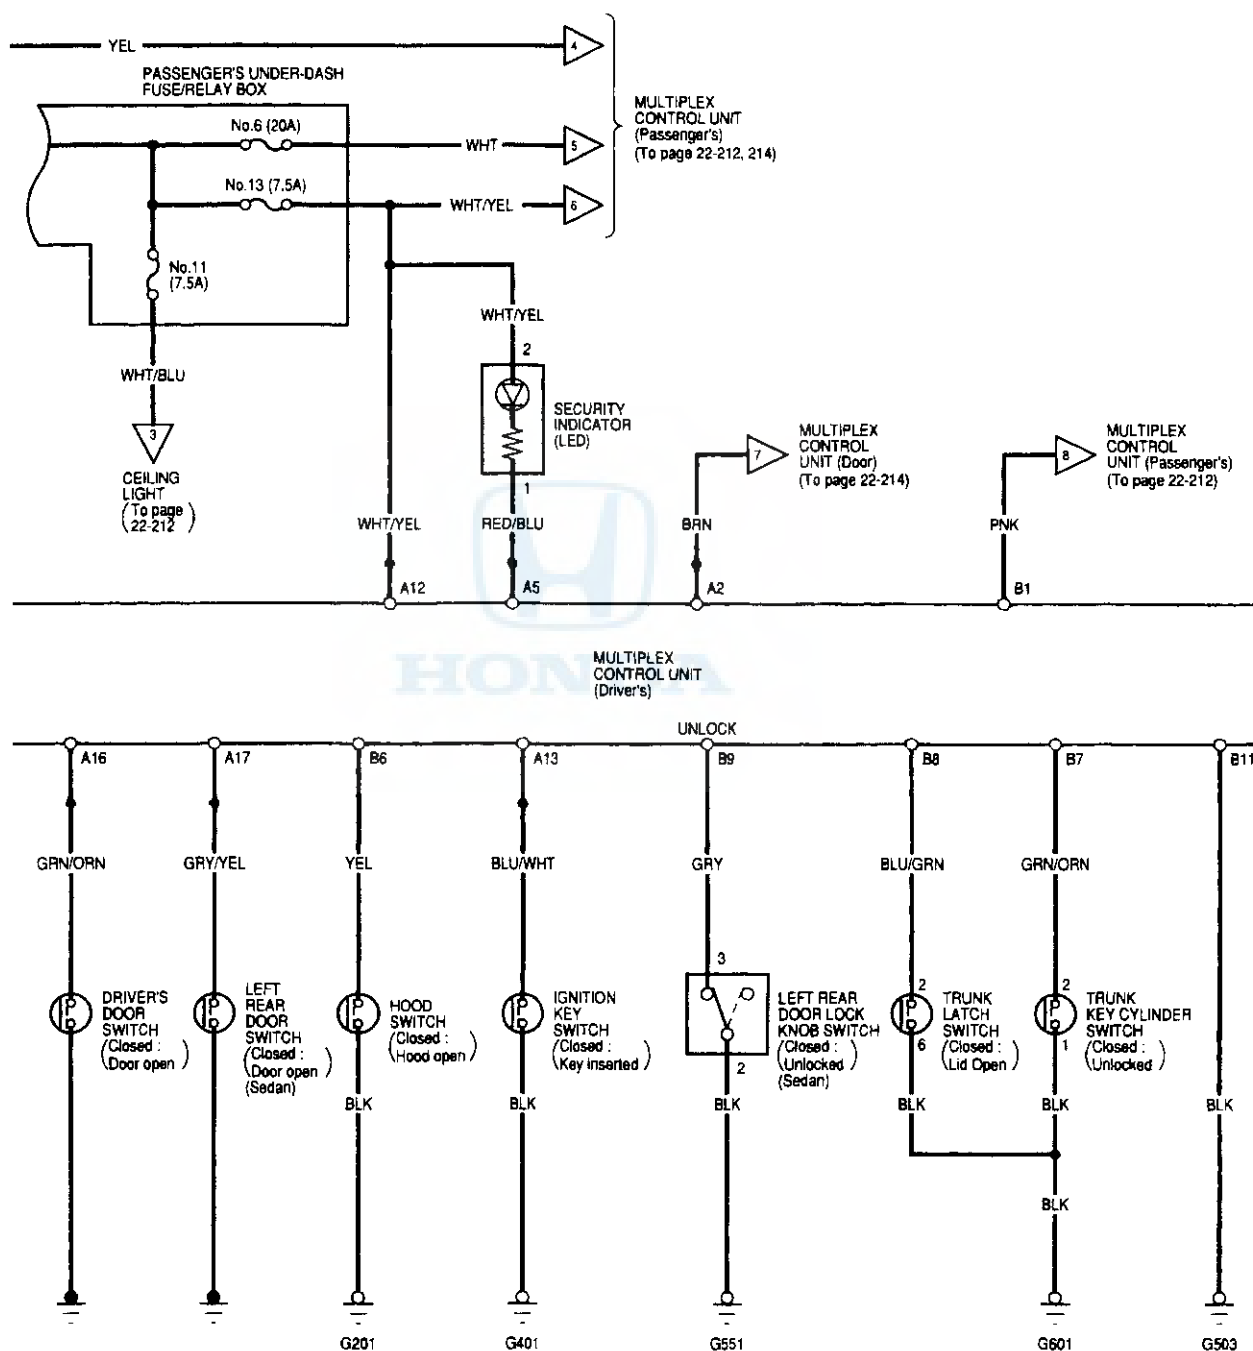 YEL
4
PASSENGER'S UNDER-DASH
FUSE/RELAY BOX
No.6 (20A)
WHT
5
No.13 (7.5A)
WHT/YEL
6
MULTIPLEX
CONTROL UNIT
(Passenger's)
(To page 22-212, 214)
No.11
(7.5A)
WHT/BLU
3
CEILING
LIGHT
(To page
22-212)
WHT/YEL
2
SECURITY
INDICATOR
(LED)
1
WHT/YEL
RED/BLU
7
MULTIPLEX
CONTROL
UNIT (Door)
(To page 22-214)
BRN
8
MULTIPLEX
CONTROL
UNIT (Passenger's)
(To page 22-212)
PNK
A12
A5
A2
B1
HONDA
MULTIPLEX
CONTROL UNIT
(Driver's)
UNLOCK
A16
A17
B6
A13
B9
B8
B7
B11
GRN/ORN
GRY/YEL
YEL
BLU/WHT
GRY
BLU/GRN
GRN/ORN
DRIVER'S
DOOR
SWITCH
(Closed :
Door open)
LEFT
REAR
DOOR
SWITCH
(Closed :
Door open)
(Sedan)
HOOD
SWITCH
(Closed :
Hood open)
IGNITION
KEY
SWITCH
(Closed :
Key inserted)
3
2
LEFT REAR
DOOR LOCK
KNOB SWITCH
(Closed :
Unlocked)
(Sedan)
2
6
TRUNK
LATCH
SWITCH
(Closed :
Lid Open)
2
1
TRUNK
KEY CYLINDER
SWITCH
(Closed :
Unlocked)
BLK
BLK
BLK
BLK
BLK
BLK
BLK
G201
G401
G551
G601
G503